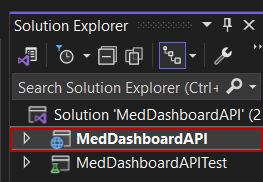 Solution Explorer
Search Solution Explorer (Ctrl+
Solution 'MedDashboardAPI' (2
MedDashboardAPI
MedDashboardAPITest